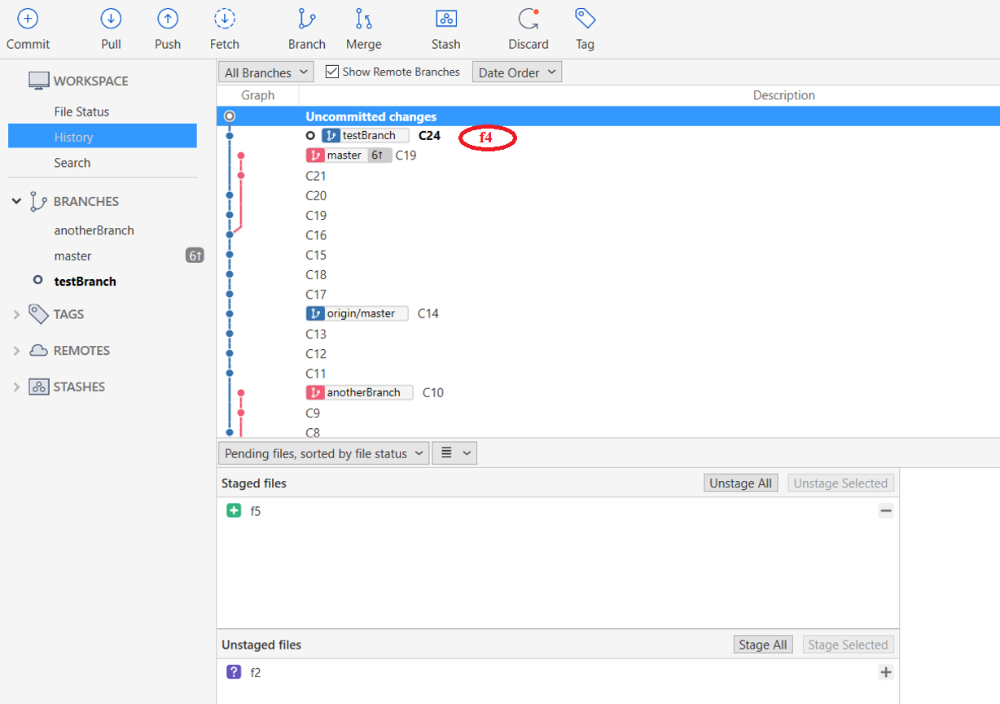 Commit Pull Push Fetch Branch Merge Stash Discard Tag
WORKSPACE
File Status
History
Search
BRANCHES
anotherBranch
master 6↑
testBranch
TAGS
REMOTES
STASHES
All Branches Show Remote Branches Date Order
Graph Description
Uncommitted changes
testBranch C24 f4
master 6↑ C19
C21
C20
C19
C16
C15
C18
C17
origin/master C14
C13
C12
C11
anotherBranch C10
C9
C8
Pending files, sorted by file status
Staged files Unstage All Unstage Selected
f5
Unstaged files Stage All Stage Selected
? f2